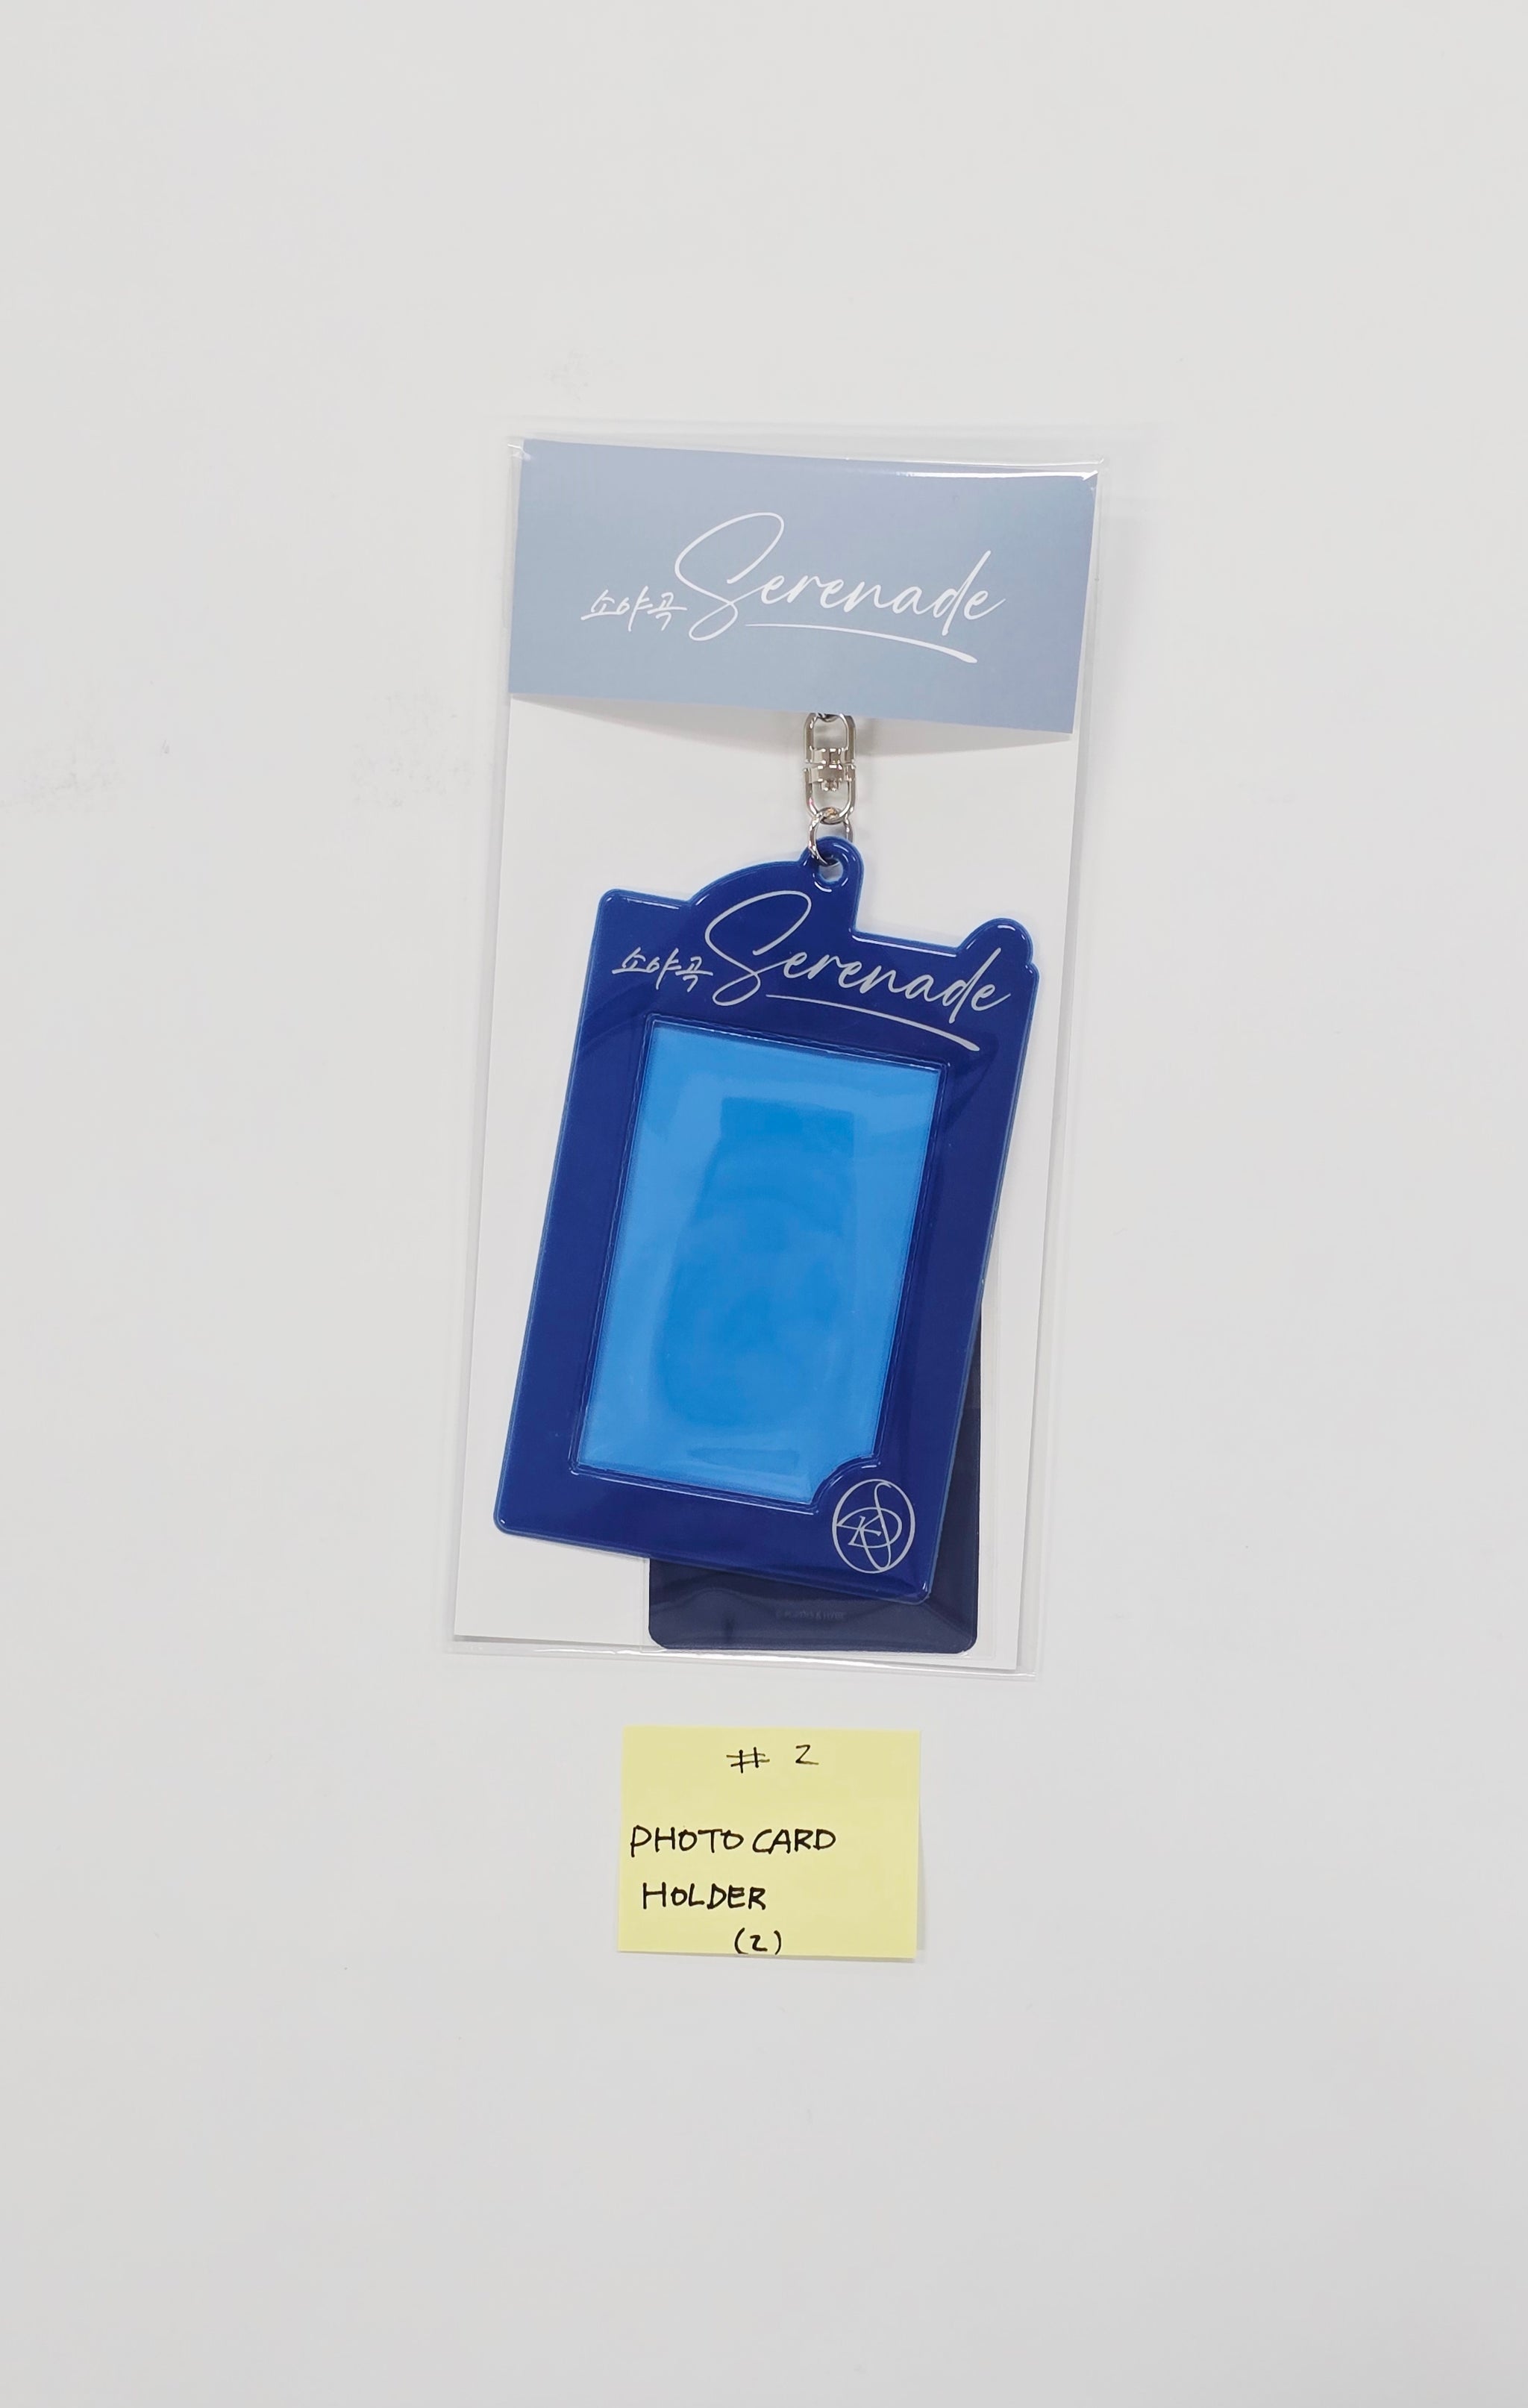 소야곡 Serenade
소야곡 Serenade
# 2
PHOTO CARD
HOLDER
(2)